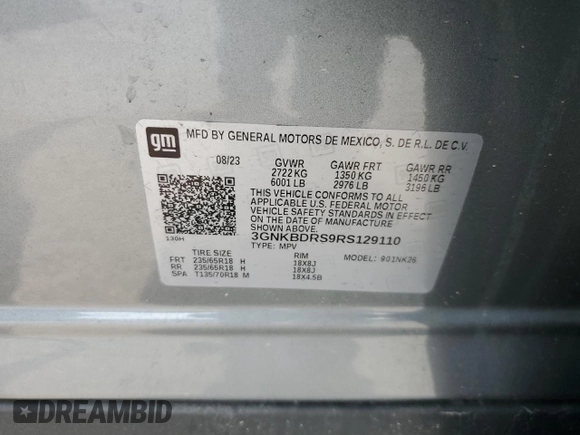 gm MFD BY GENERAL MOTORS DE MEXICO, S. DE R.L. DE C.V.
08/23 GVWR GAWR FRT GAWR RR
2722 KG 1350 KG 1450 KG
6001 LB 2976 LB 3196 LB
THIS VEHICLE CONFORMS TO ALL
APPLICABLE U.S. FEDERAL MOTOR
VEHICLE SAFETY STANDARDS IN
EFFECT ON THE DATE OF MANUFACTURE
SHOWN ABOVE.
130H 3GNKBDRS9RS129110
TYPE: MPV
TIRE SIZE RIM MODEL: 901NK26
FRT 235/65R18 H 18X8J
RR 235/65R18 H 18X8J
SPA T135/70R18 M 18X4.5B
DREAMBID